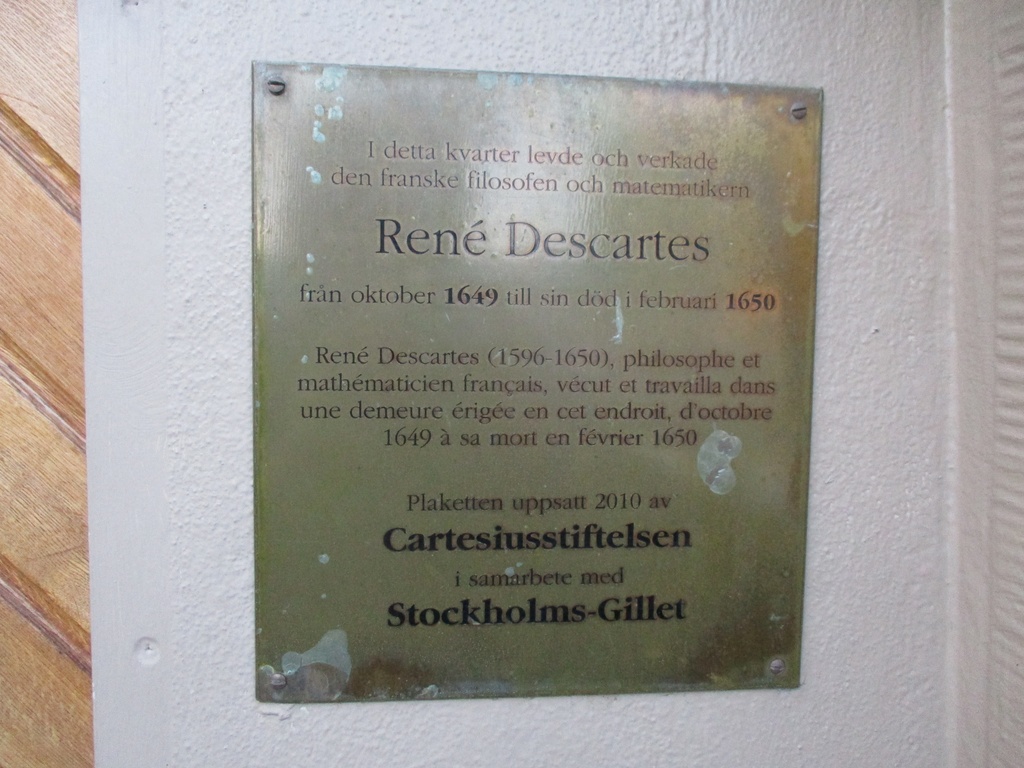 I detta kvarter levde och verkade
den franske filosofen och matematikern
René Descartes
från oktober 1649 till sin död i februari 1650
René Descartes (1596-1650), philosophe et
mathématicien français, vécut et travailla dans
une demeure érigée en cet endroit, d'octobre
1649 à sa mort en février 1650
Plaketten uppsatt 2010 av
Cartesiusstiftelsen
i samarbete med
Stockholms-Gillet